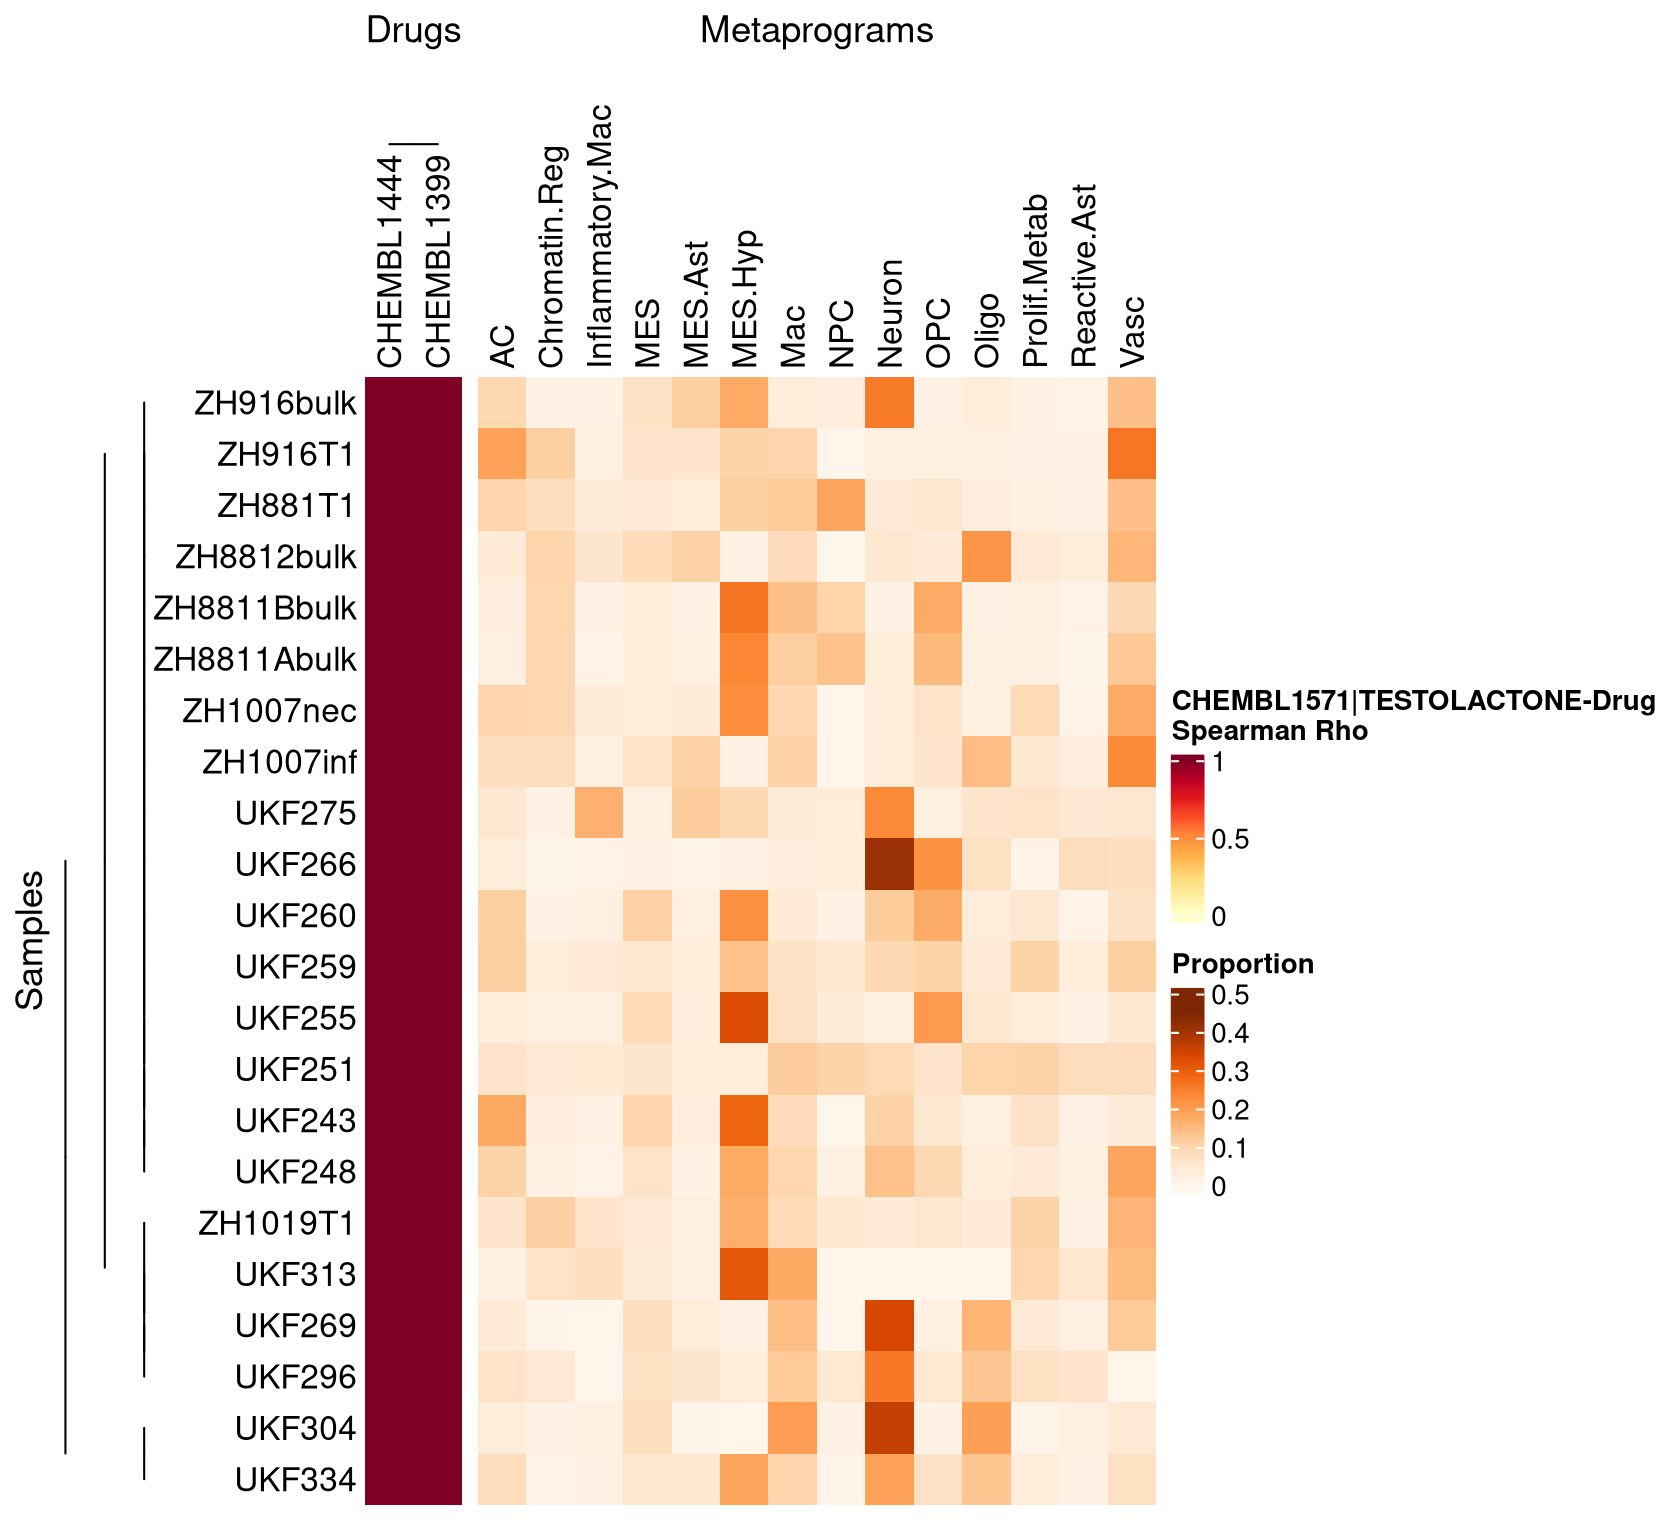 Drugs
Metaprograms
CHEMBL1444
CHEMBL1399
AC
Chromatin.Reg
Inflammatory.Mac
MES
MES.Ast
MES.Hyp
Mac
NPC
Neuron
OPC
Oligo
Prolif.Metab
Reactive.Ast
Vasc
Samples
ZH916bulk
ZH916T1
ZH881T1
ZH8812bulk
ZH8811Bbulk
ZH8811Abulk
ZH1007nec
ZH1007inf
UKF275
UKF266
UKF260
UKF259
UKF255
UKF251
UKF243
UKF248
ZH1019T1
UKF313
UKF269
UKF296
UKF304
UKF334
CHEMBL1571|TESTOLACTONE-Drug
Spearman Rho
1
0.5
0
Proportion
0.5
0.4
0.3
0.2
0.1
0